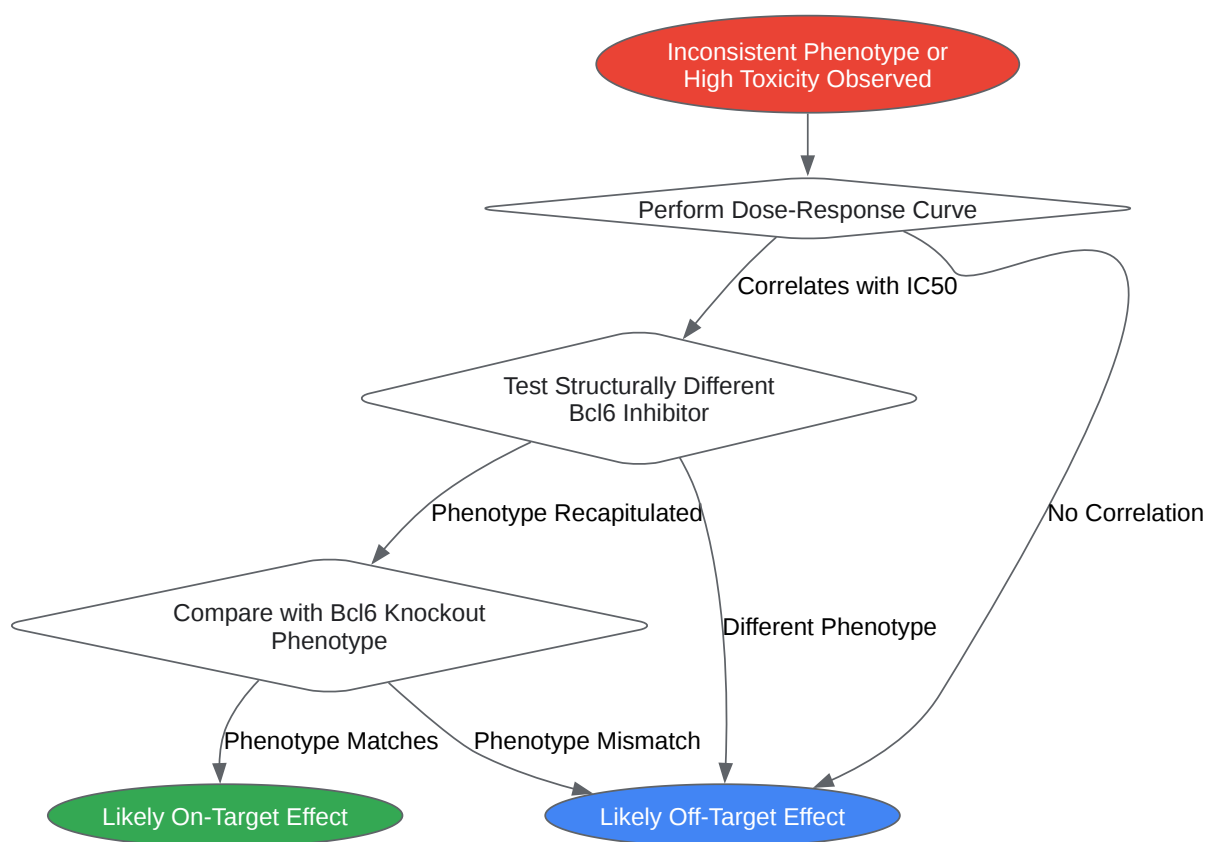 Inconsistent Phenotype or
High Toxicity Observed
Perform Dose-Response Curve
Correlates with IC50
Test Structurally Different
Bcl6 Inhibitor
Phenotype Recapitulated
No Correlation
Compare with Bcl6 Knockout
Phenotype
Different Phenotype
Phenotype Matches
Phenotype Mismatch
Likely On-Target Effect
Likely Off-Target Effect